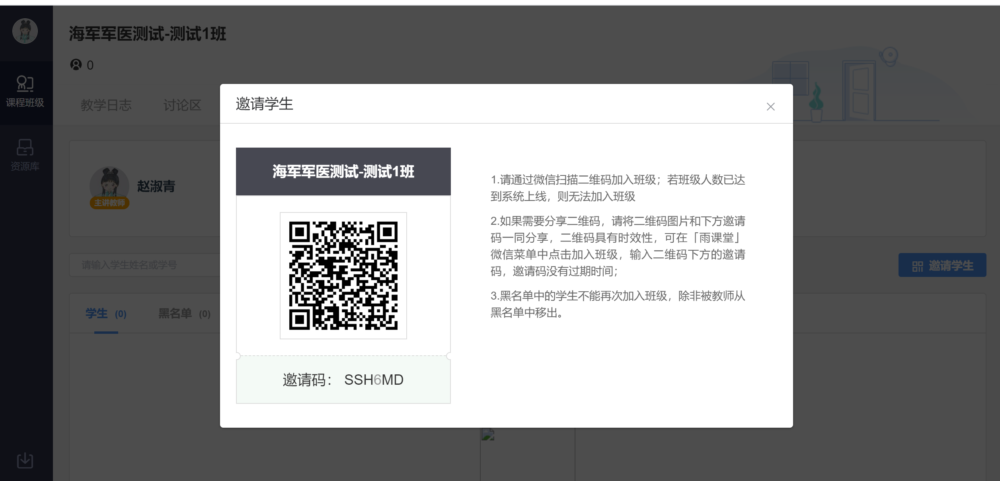 海军军医测试-测试1班
0
课程班级
教学日志
讨论区
资源库
赵淑青
主讲教师
请输入学生姓名或学号
邀请学生
学生 (0)
黑名单 (0)
邀请学生
海军军医测试-测试1班
邀请码： SSH6MD
1.请通过微信扫描二维码加入班级；若班级人数已达
到系统上线，则无法加入班级
2.如果需要分享二维码，请将二维码图片和下方邀请
码一同分享，二维码具有时效性，可在「雨课堂」
微信菜单中点击加入班级，输入二维码下方的邀请
码，邀请码没有过期时间；
3.黑名单中的学生不能再次加入班级，除非被教师从
黑名单中移出。